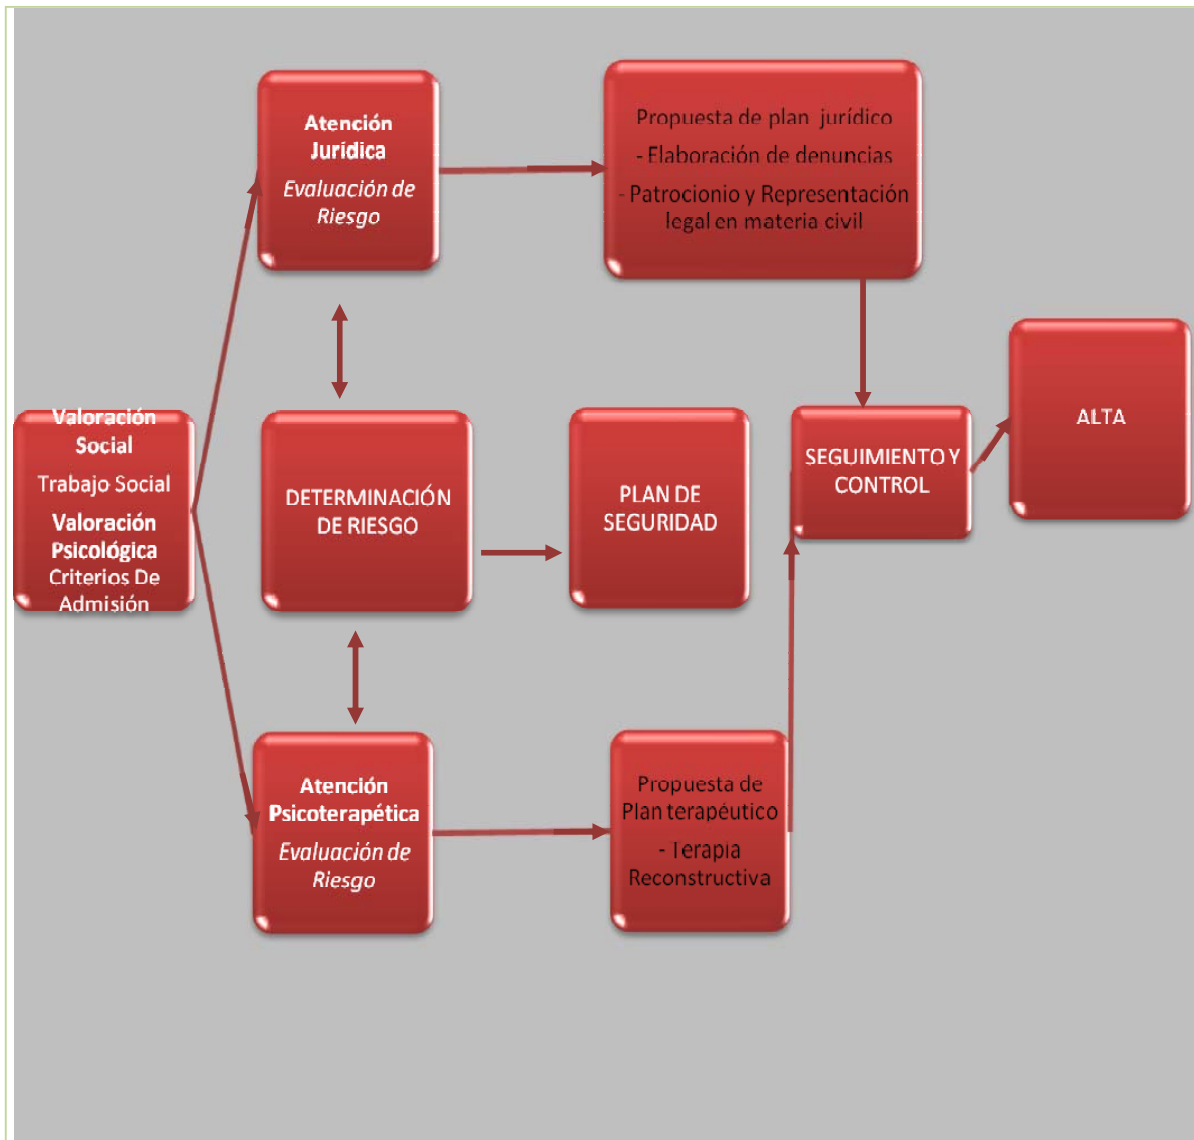 Atención
Jurídica
Evaluación de
Riesgo
Propuesta de plan jurídico
- Elaboración de denuncias
- Patrocionio y Representación
legal en materia civil
Valoración
Social
Trabajo Social
Valoración
Psicológica
Criterios De
Admisión
DETERMINACIÓN
DE RIESGO
PLAN DE
SEGURIDAD
SEGUIMIENTO Y
CONTROL
ALTA
Atención
Psicoterapética
Evaluación de
Riesgo
Propuesta de
Plan terapéutico
- Terapia
Reconstructiva